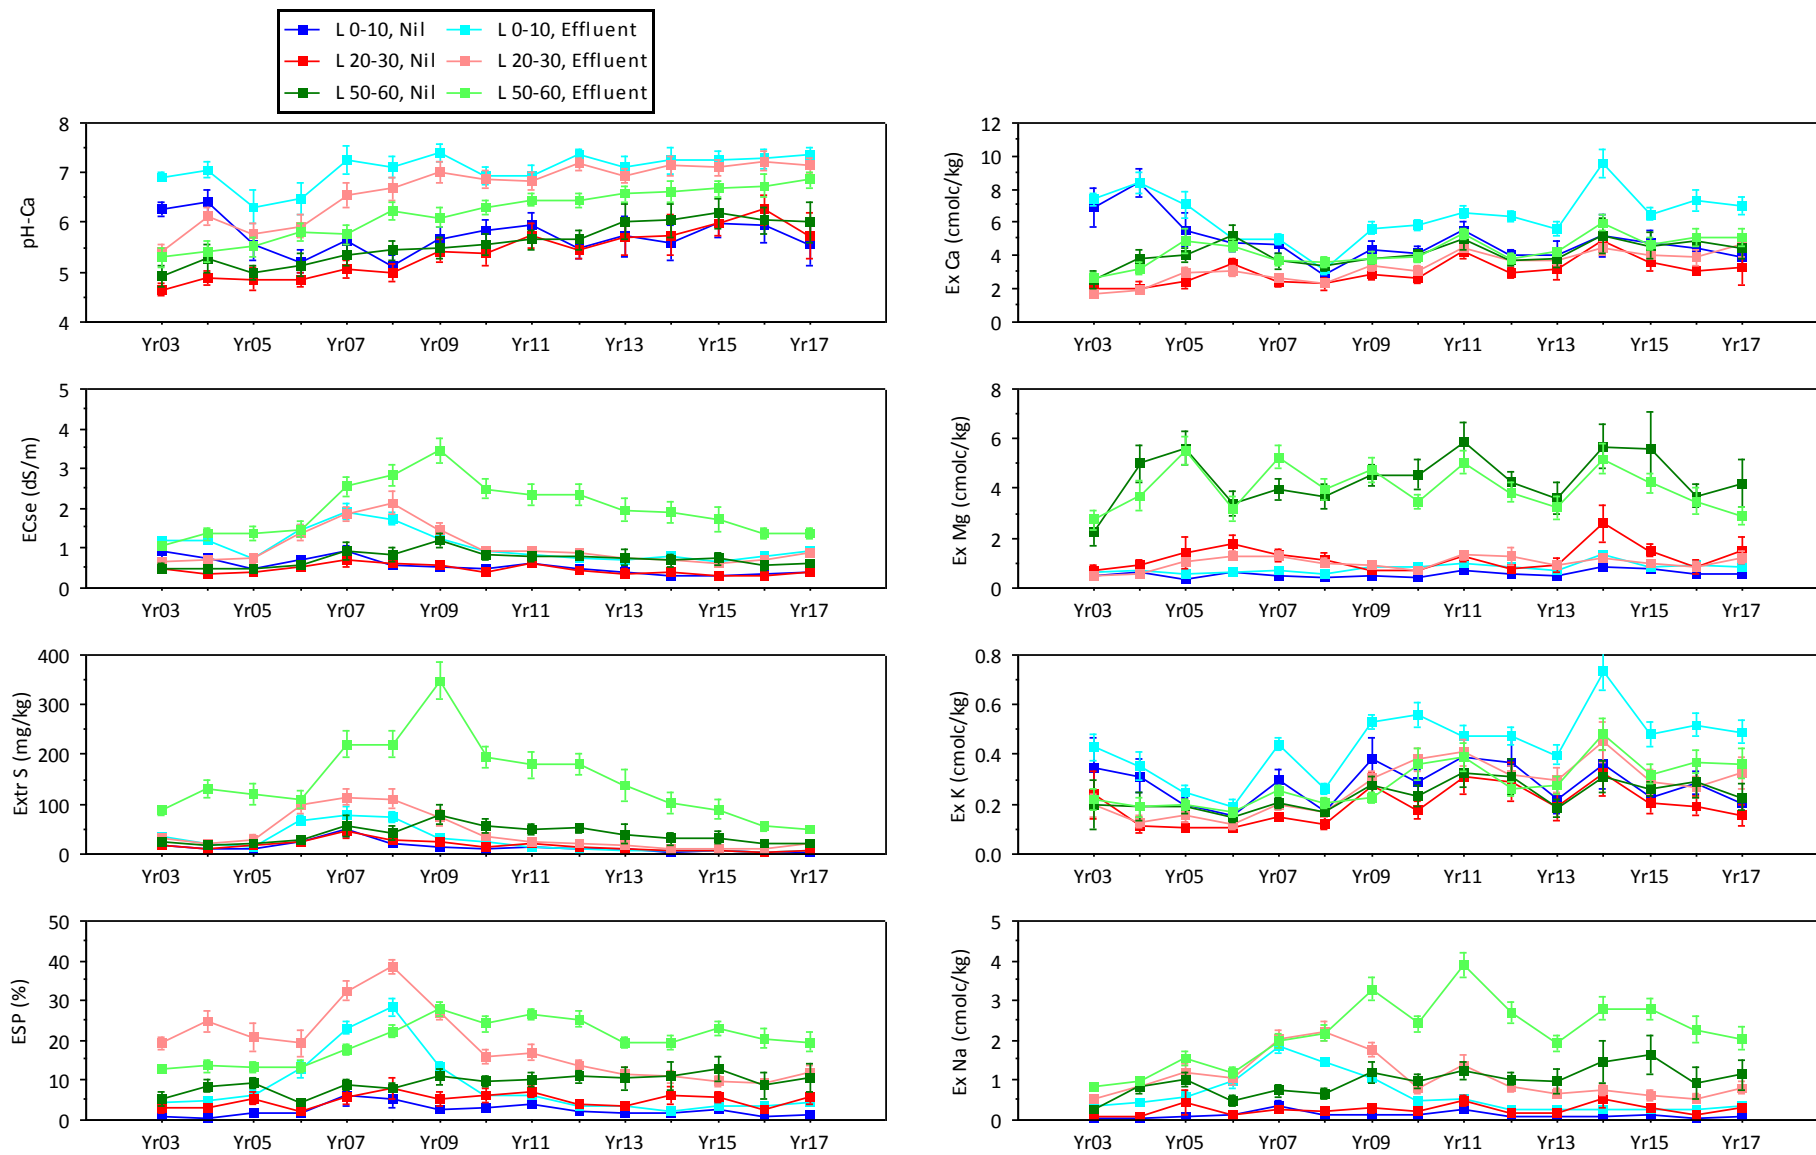 L 0-10, Nil
L 0-10, Effluent
L 20-30, Nil
L 20-30, Effluent
L 50-60, Nil
L 50-60, Effluent
pH-Ca
8
7
6
5
4
Yr03 Yr05 Yr07 Yr09 Yr11 Yr13 Yr15 Yr17
Ex Ca (cmolc/kg)
12
10
8
6
4
2
0
Yr03 Yr05 Yr07 Yr09 Yr11 Yr13 Yr15 Yr17
ECse (dS/m)
5
4
3
2
1
0
Yr03 Yr05 Yr07 Yr09 Yr11 Yr13 Yr15 Yr17
Ex Mg (cmolc/kg)
8
6
4
2
0
Yr03 Yr05 Yr07 Yr09 Yr11 Yr13 Yr15 Yr17
Extr S (mg/kg)
400
300
200
100
0
Yr03 Yr05 Yr07 Yr09 Yr11 Yr13 Yr15 Yr17
Ex K (cmolc/kg)
0.8
0.6
0.4
0.2
0.0
Yr03 Yr05 Yr07 Yr09 Yr11 Yr13 Yr15 Yr17
ESP (%)
50
40
30
20
10
0
Yr03 Yr05 Yr07 Yr09 Yr11 Yr13 Yr15 Yr17
Ex Na (cmolc/kg)
5
4
3
2
1
0
Yr03 Yr05 Yr07 Yr09 Yr11 Yr13 Yr15 Yr17